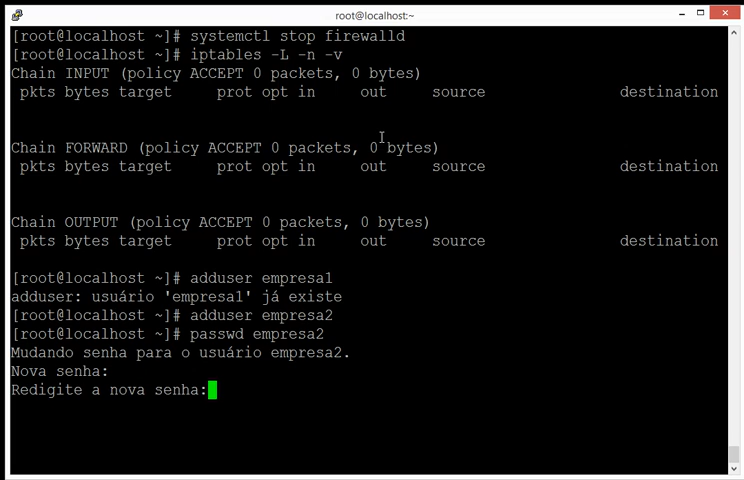 root@localhost:~
[root@localhost ~]# systemctl stop firewalld
[root@localhost ~]# iptables -L -n -v
Chain INPUT (policy ACCEPT 0 packets, 0 bytes)
 pkts bytes target     prot opt in     out     source               destination
Chain FORWARD (policy ACCEPT 0 packets, 0 bytes)
 pkts bytes target     prot opt in     out     source               destination
Chain OUTPUT (policy ACCEPT 0 packets, 0 bytes)
 pkts bytes target     prot opt in     out     source               destination
[root@localhost ~]# adduser empresa1
adduser: usuário 'empresa1' já existe
[root@localhost ~]# adduser empresa2
[root@localhost ~]# passwd empresa2
Mudando senha para o usuário empresa2.
Nova senha:
Redigite a nova senha: